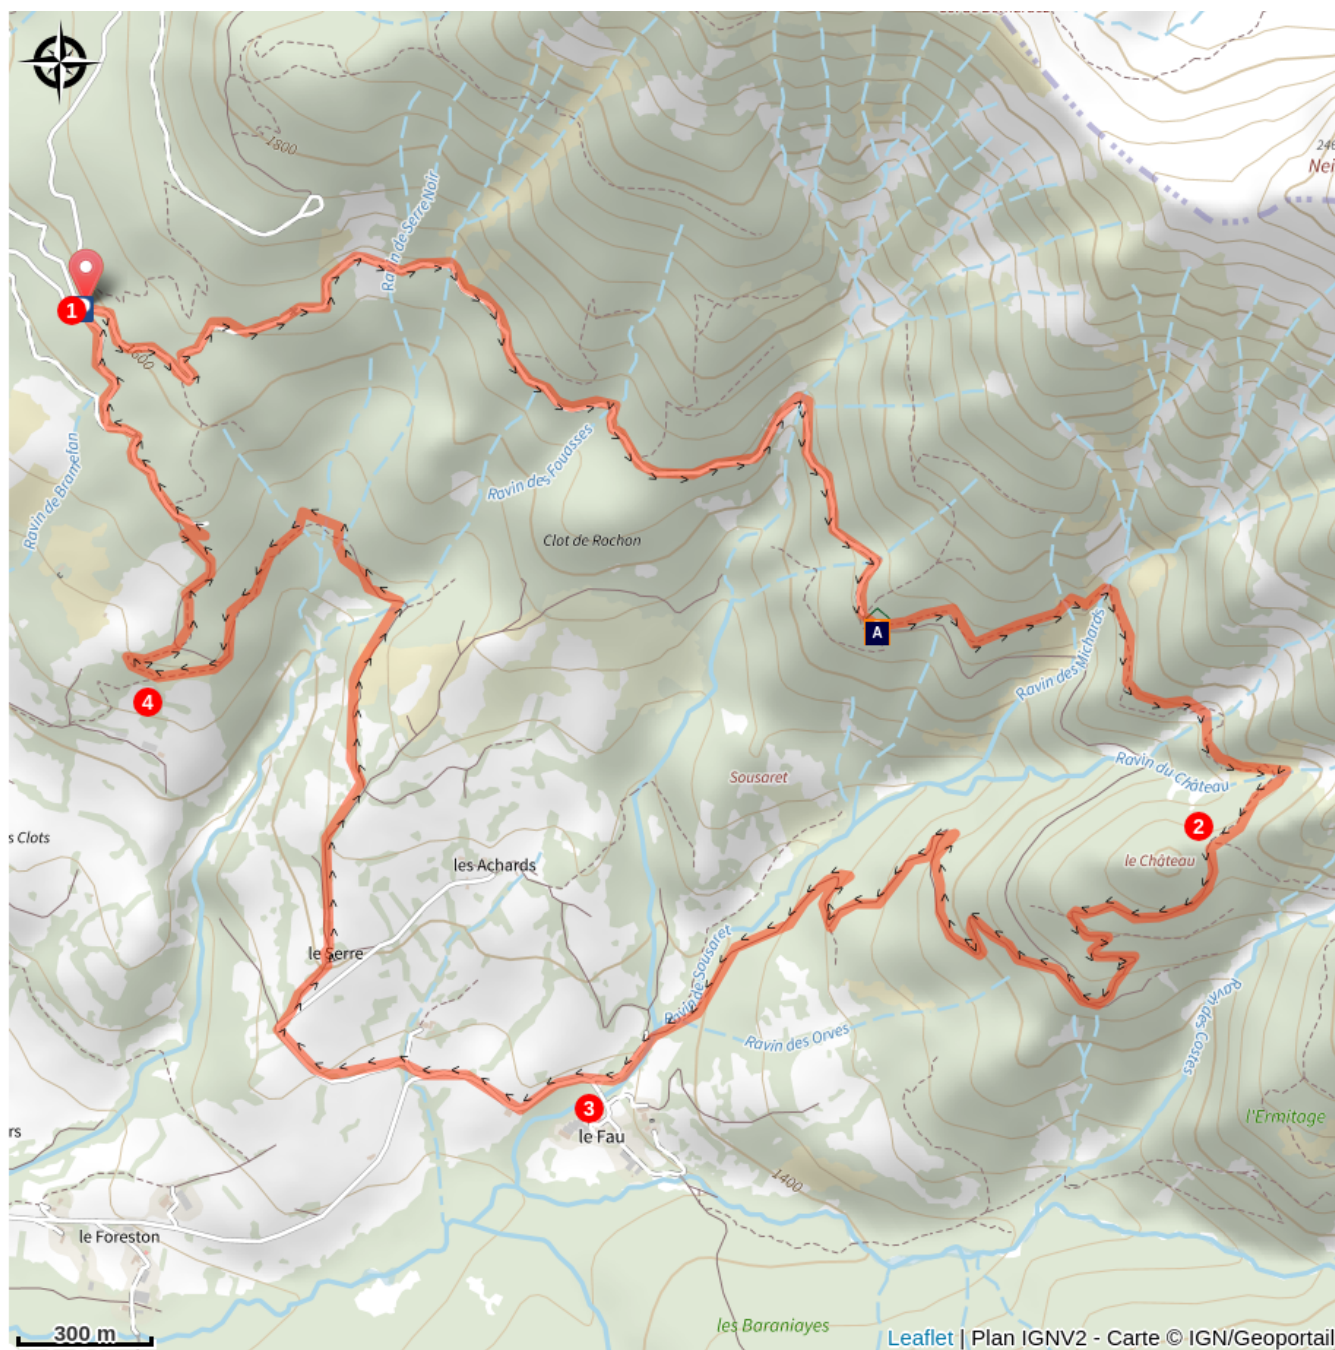 1800
Nei
Ravin de Serre Noir
1
600
Ravin de Bramefan
Ravin des Fouasses
Clot de Rochon
A
Ravin des Michards
4
Ravin du Château
Sousaret
2
s Clots
les Achards
le Château
le Serre
Ravin de Sousaret
Ravin des Orves
Ravin des Costes
3
l'Ermitage
rs
le Fau
1400
le Foreston
les Baraniayes
300 m
Leaflet | Plan IGNV2 - Carte © IGN/Geoportail